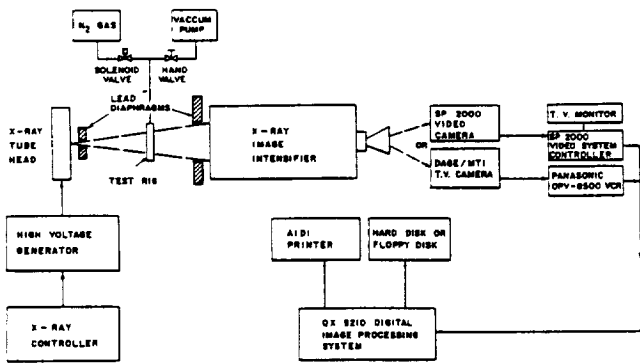 N2 GAS
VACCUM
PUMP
SOLENOID
VALVE
HAND
VALVE
LEAD
DIAPHRAGMS
X-RAY
TUBE
HEAD
TEST RIG
X-RAY
IMAGE
INTENSIFIER
SP 2000
VIDEO
CAMERA
OR
DAGE/MTI
T.V. CAMERA
T. V. MONITOR
SP 2000
VIDEO SYSTEM
CONTROLLER
PANASONIC
OPV-6500 VCR
HIGH VOLTAGE
GENERATOR
X-RAY
CONTROLLER
AIDI
PRINTER
HARD DISK OR
FLOPPY DISK
QX 9210 DIGITAL
IMAGE PROCESSING
SYSTEM